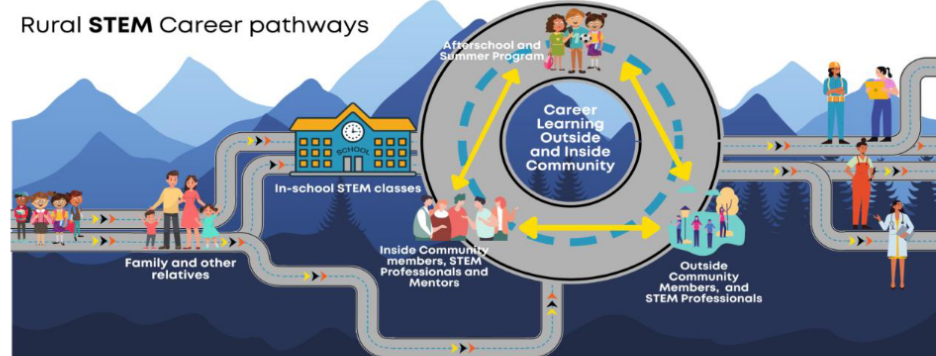 Rural STEM Career pathways
Afterschool and
Summer Program
Career
Learning
Outside
and Inside
Community
SCHOOL
In-school STEM classes
Family and other
relatives
Inside Community
members, STEM
Professionals and
Mentors
Outside
Community
Members, and
STEM Professionals